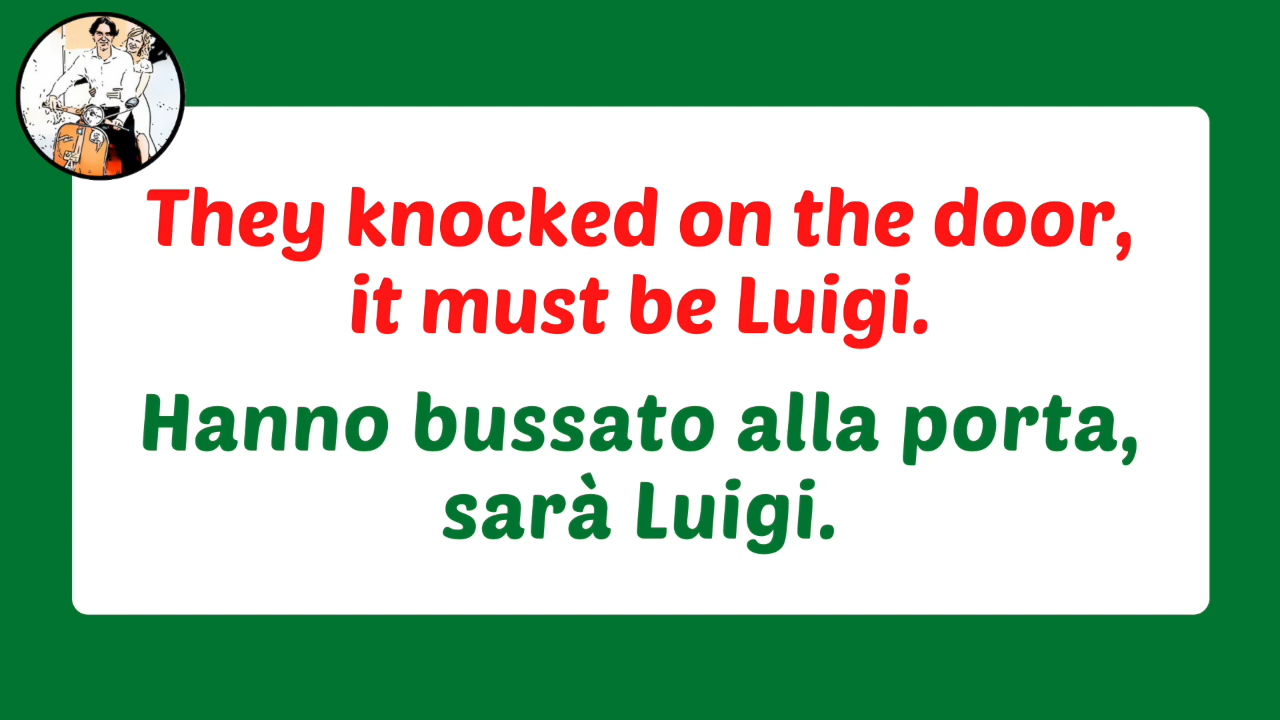 They knocked on the door,
it must be Luigi.
Hanno bussato alla porta,
sarà Luigi.